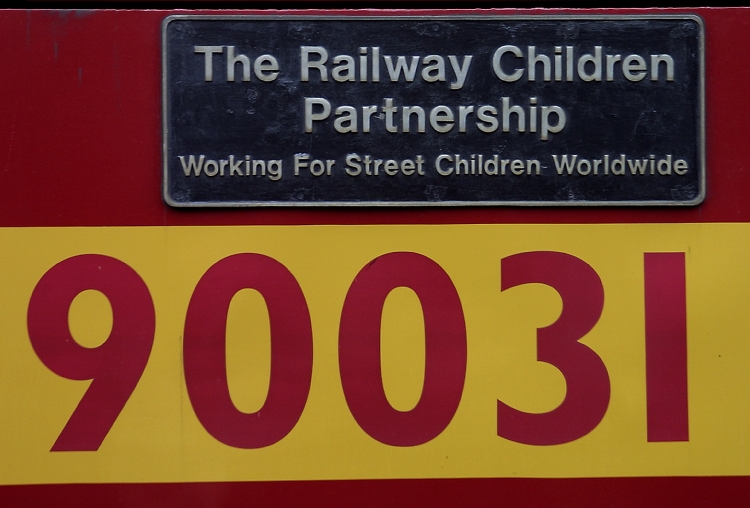 The Railway Children
Partnership
Working For Street Children Worldwide
90031